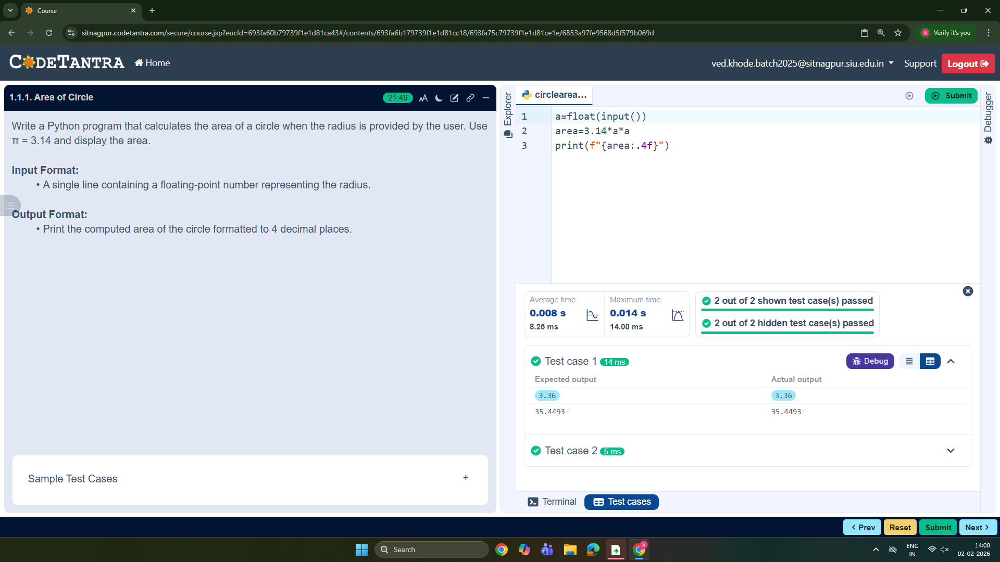 Course
sitnagpur.codetantra.com/secure/course.jsp?eucId=693fa60b79739f1e1d81ca43#/contents/693fa6b179739f1e1d81cc18/693fa75c79739f1e1d81ce1e/6853a97fe9568d5f579b069d
A
Verify it's you
CODETANTRA
Home
ved.khode.batch2025@sitnagpur.siu.edu.in
Support
Logout
1.1.1. Area of Circle
21:49
AA
Write a Python program that calculates the area of a circle when the radius is provided by the user. Use
π = 3.14 and display the area.
Input Format:
• A single line containing a floating-point number representing the radius.
Output Format:
• Print the computed area of the circle formatted to 4 decimal places.
Sample Test Cases
+
Explorer
circlearea...
Submit
Debugger
1 a=float(input())
2 area=3.14*a*a
3 print(f"{area:.4f}")
Average time
0.008 s
8.25 ms
Maximum time
0.014 s
14.00 ms
2 out of 2 shown test case(s) passed
2 out of 2 hidden test case(s) passed
Test case 1 14 ms
Debug
Expected output Actual output
3.36 3.36
35.4493 35.4493
Test case 2 5 ms
Terminal
Test cases
< Prev
Reset
Submit
Next >
Search
A
ENG
IN
14:00
02-02-2026